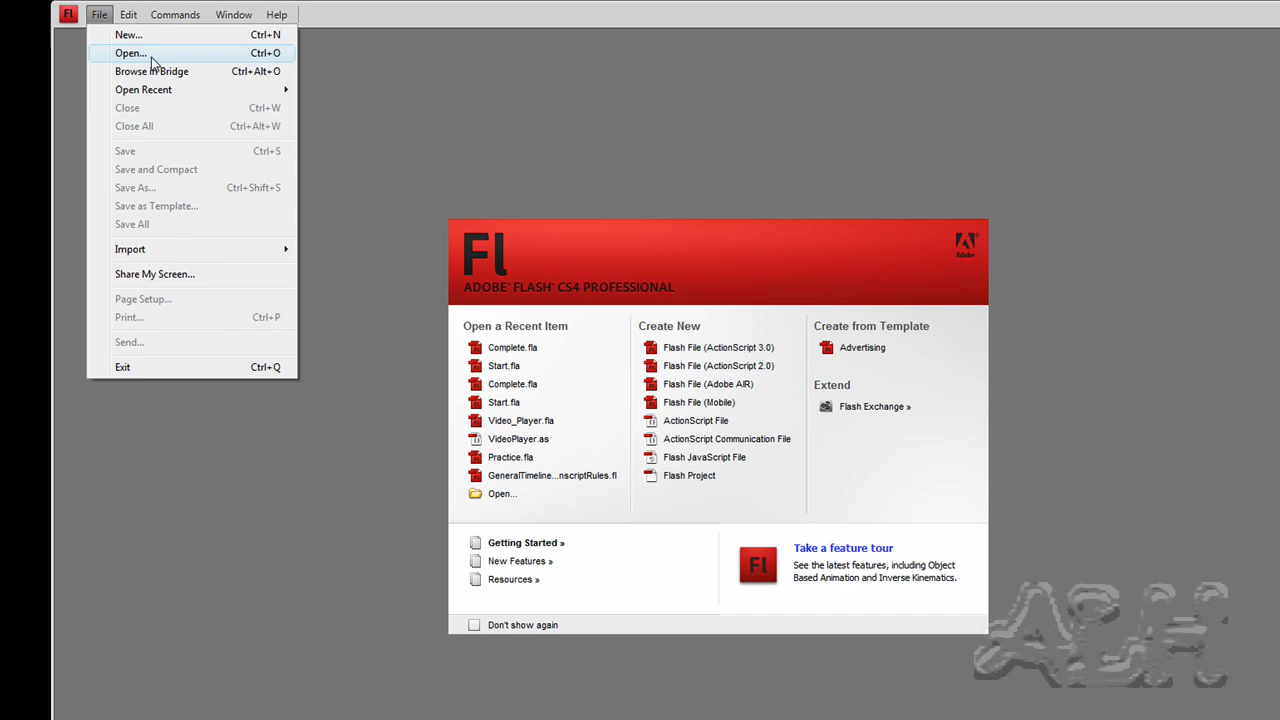 Fl File Edit Commands Window Help
New... Ctrl+N
Open... Ctrl+O
Browse in Bridge Ctrl+Alt+O
Open Recent
Close Ctrl+W
Close All Ctrl+Alt+W
Save Ctrl+S
Save and Compact
Save As... Ctrl+Shift+S
Save as Template...
Save All
Import
Share My Screen...
Page Setup...
Print... Ctrl+P
Send...
Exit Ctrl+Q
Fl
Adobe
ADOBE® FLASH® CS4 PROFESSIONAL
Open a Recent Item
Complete.fla
Start.fla
Complete.fla
Start.fla
Video_Player.fla
VideoPlayer.as
Practice.fla
GeneralTimeline...nscriptRules.fl
Open...
Create New
Flash File (ActionScript 3.0)
Flash File (ActionScript 2.0)
Flash File (Adobe AIR)
Flash File (Mobile)
ActionScript File
ActionScript Communication File
Flash JavaScript File
Flash Project
Create from Template
Advertising
Extend
Flash Exchange »
Getting Started »
New Features »
Resources »
Fl
Take a feature tour
See the latest features, including Object
Based Animation and Inverse Kinematics.
Don't show again